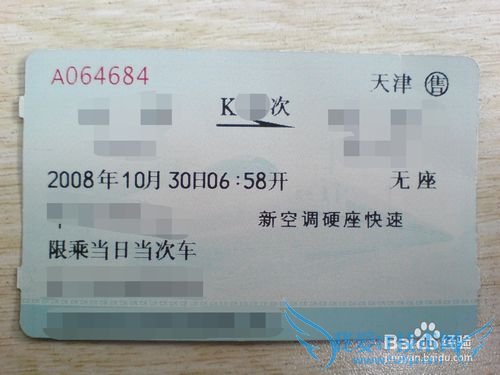 A064684
天津 售
K 次
2008年10月30日06:58开
无座
新空调硬座快速
限乘当日当次车
Baidu经验
jingyan.baidu.com